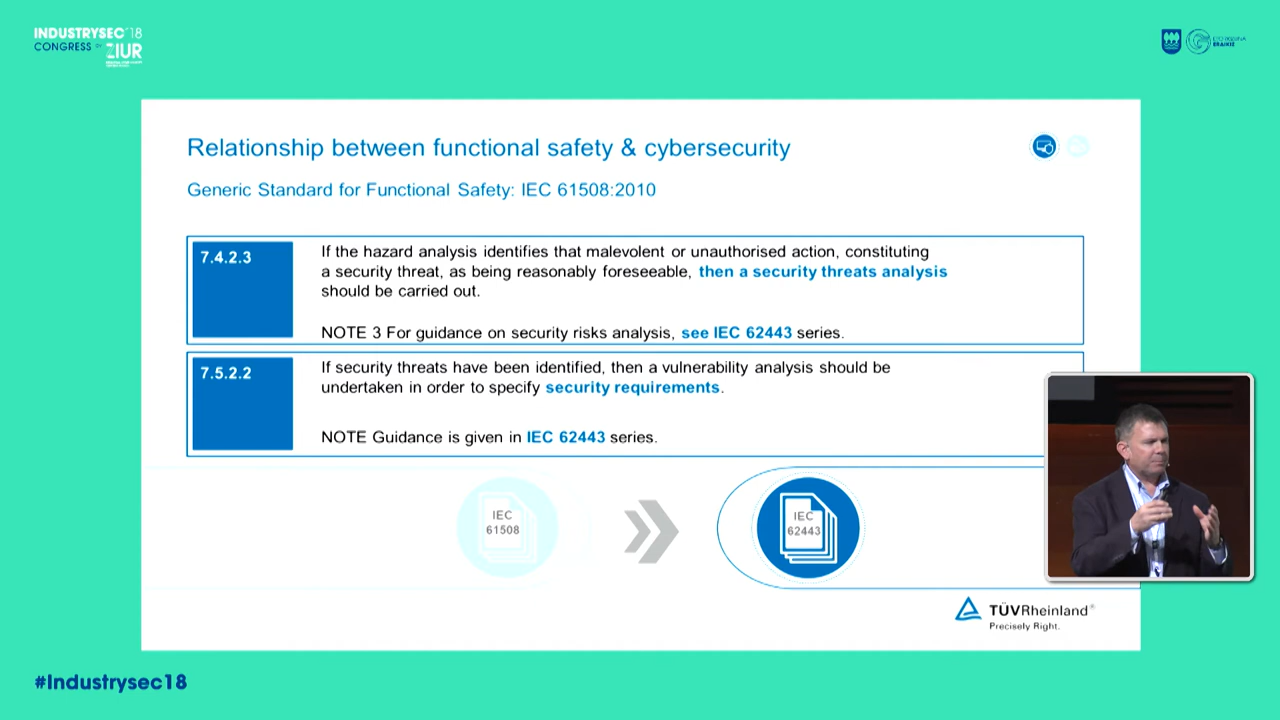 INDUSTRYSEC´18
CONGRESS BY ZIUR
Relationship between functional safety & cybersecurity
Generic Standard for Functional Safety: IEC 61508:2010
7.4.2.3
If the hazard analysis identifies that malevolent or unauthorised action, constituting
a security threat, as being reasonably foreseeable, then a security threats analysis
should be carried out.
NOTE 3 For guidance on security risks analysis, see IEC 62443 series.
7.5.2.2
If security threats have been identified, then a vulnerability analysis should be
undertaken in order to specify security requirements.
NOTE Guidance is given in IEC 62443 series.
IEC
61508
IEC
62443
TÜVRheinland®
Precisely Right.
#Industrysec18